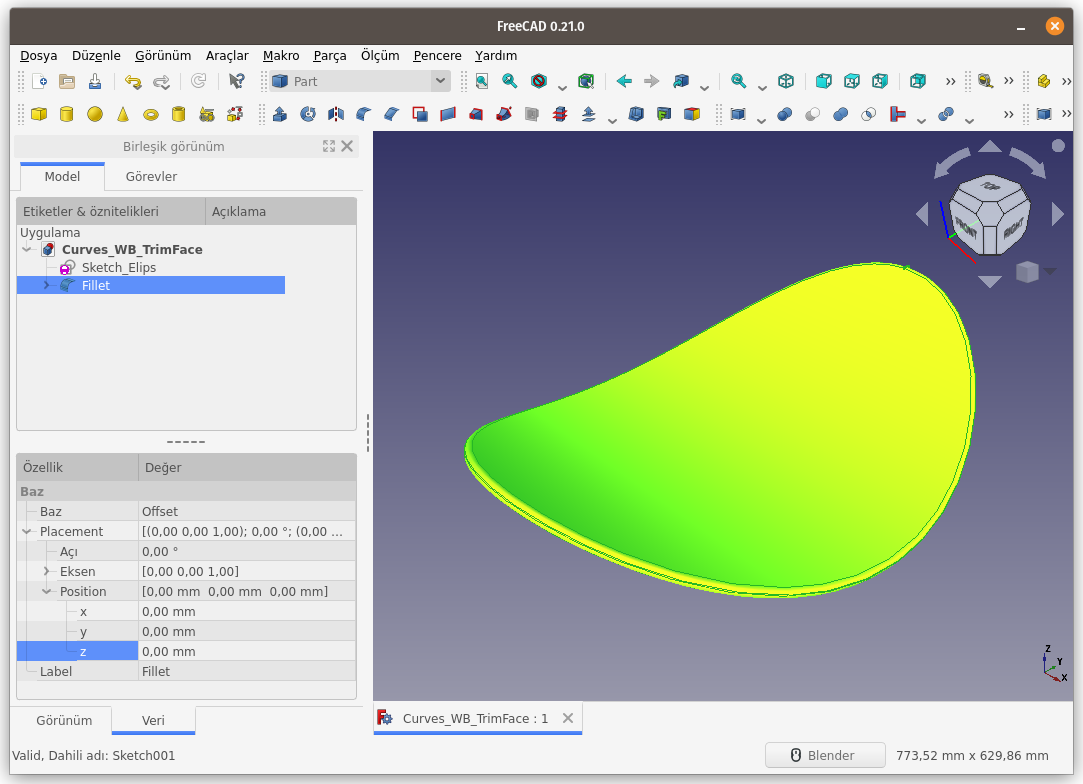 FreeCAD 0.21.0
Dosya Düzenle Görünüm Araçlar Makro Parça Ölçüm Pencere Yardım
Part
Birleşik görünüm
Model Görevler
Etiketler & öznitelikleri Açıklama
Uygulama
Curves_WB_TrimFace
Sketch_Elips
Fillet
TOP
FRONT RIGHT
Özellik Değer
Baz
Baz Offset
Placement [(0,00 0,00 1,00); 0,00 °; (0,00 ...
Açı 0,00 °
Eksen [0,00 0,00 1,00]
Position [0,00 mm 0,00 mm 0,00 mm]
x 0,00 mm
y 0,00 mm
z 0,00 mm
Label Fillet
Z
Y
X
Görünüm Veri
Curves_WB_TrimFace : 1
Valid, Dahili adı: Sketch001
Blender 773,52 mm x 629,86 mm